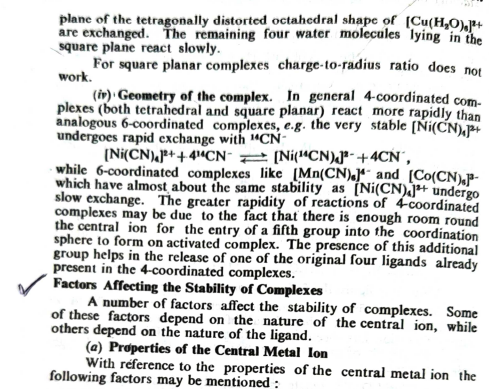 plane of the tetragonally distorted octahedral shape of [Cu(H₂O)₆]²⁺
are exchanged. The remaining four water molecules lying in the
square plane react slowly.
For square planar complexes charge-to-radius ratio does not
work.
(iv) Geometry of the complex. In general 4-coordinated com-
plexes (both tetrahedral and square planar) react more rapidly than
analogous 6-coordinated complexes, e.g. the very stable [Ni(CN)₄]²⁺
undergoes rapid exchange with ¹⁴CN⁻
[Ni(CN)₄]²⁺ + 4¹⁴CN⁻ ⇌ [Ni(¹⁴CN)₄]²⁻ + 4CN⁻,
while 6-coordinated complexes like [Mn(CN)₆]⁴⁻ and [Co(CN)₆]³⁻
which have almost about the same stability as [Ni(CN)₄]²⁺ undergo
slow exchange. The greater rapidity of reactions of 4-coordinated
complexes may be due to the fact that there is enough room round
the central ion for the entry of a fifth group into the coordination
sphere to form on activated complex. The presence of this additional
group helps in the release of one of the original four ligands already
present in the 4-coordinated complexes.
Factors Affecting the Stability of Complexes
A number of factors affect the stability of complexes. Some
of these factors depend on the nature of the central ion, while
others depend on the nature of the ligand.
(a) Properties of the Central Metal Ion
With reference to the properties of the central metal ion the
following factors may be mentioned :